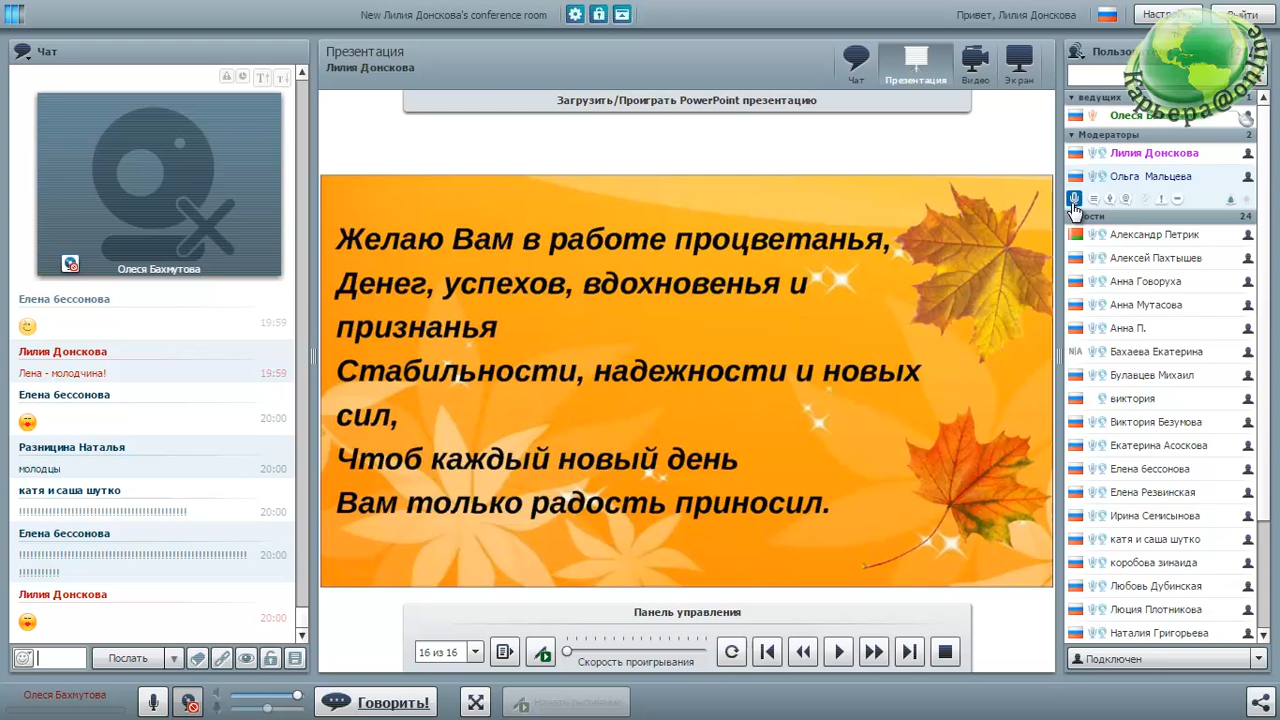 New Лилия Донскова's conference room
Привет, Лилия Донскова
Выйти
Чат
Олеся Бахмутова
Елена бессонова
19:59
Лилия Донскова
Лена - молодчина!
19:59
Елена бессонова
20:00
Разницина Наталья
молодцы
20:00
катя и саша шутко
!!!!!!!!!!!!!!!!!!!!!!!!!!!!!!!!!!!!!!!!!!
20:00
Елена бессонова
!!!!!!!!!!!!!!!!!!!!!!!!!!!!!!!!!!!!!!!!!!!!!!!!!!!!!!!!
20:00
!!!!!!!!!!
Лилия Донскова
20:00
Послать
Презентация
Лилия Донскова
Чат
Презентация
Видео
Экран
Загрузить/Проиграть PowerPoint презентацию
Желаю Вам в работе процветанья,
Денег, успехов, вдохновенья и
признанья
Стабильности, надежности и новых
сил,
Чтоб каждый новый день
Вам только радость приносил.
Панель управления
16 из 16
Скорость проигрывания
карьера@online
ведущих 1
Олеся
Модераторы 2
Лилия Донскова
Ольга Мальцева
24
Александр Петрик
Алексей Пахтышев
Анна Говоруха
Анна Мутасова
Анна П.
N/A Бахаева Екатерина
Булавцев Михаил
виктория
Виктория Безумова
Екатерина Асоскова
Елена бессонова
Елена Резвинская
Ирина Семисынова
катя и саша шутко
коробова зинаида
Любовь Дубинская
Люция Плотникова
Наталия Григорьева
Подключен
Олеся Бахмутова
Говорить!